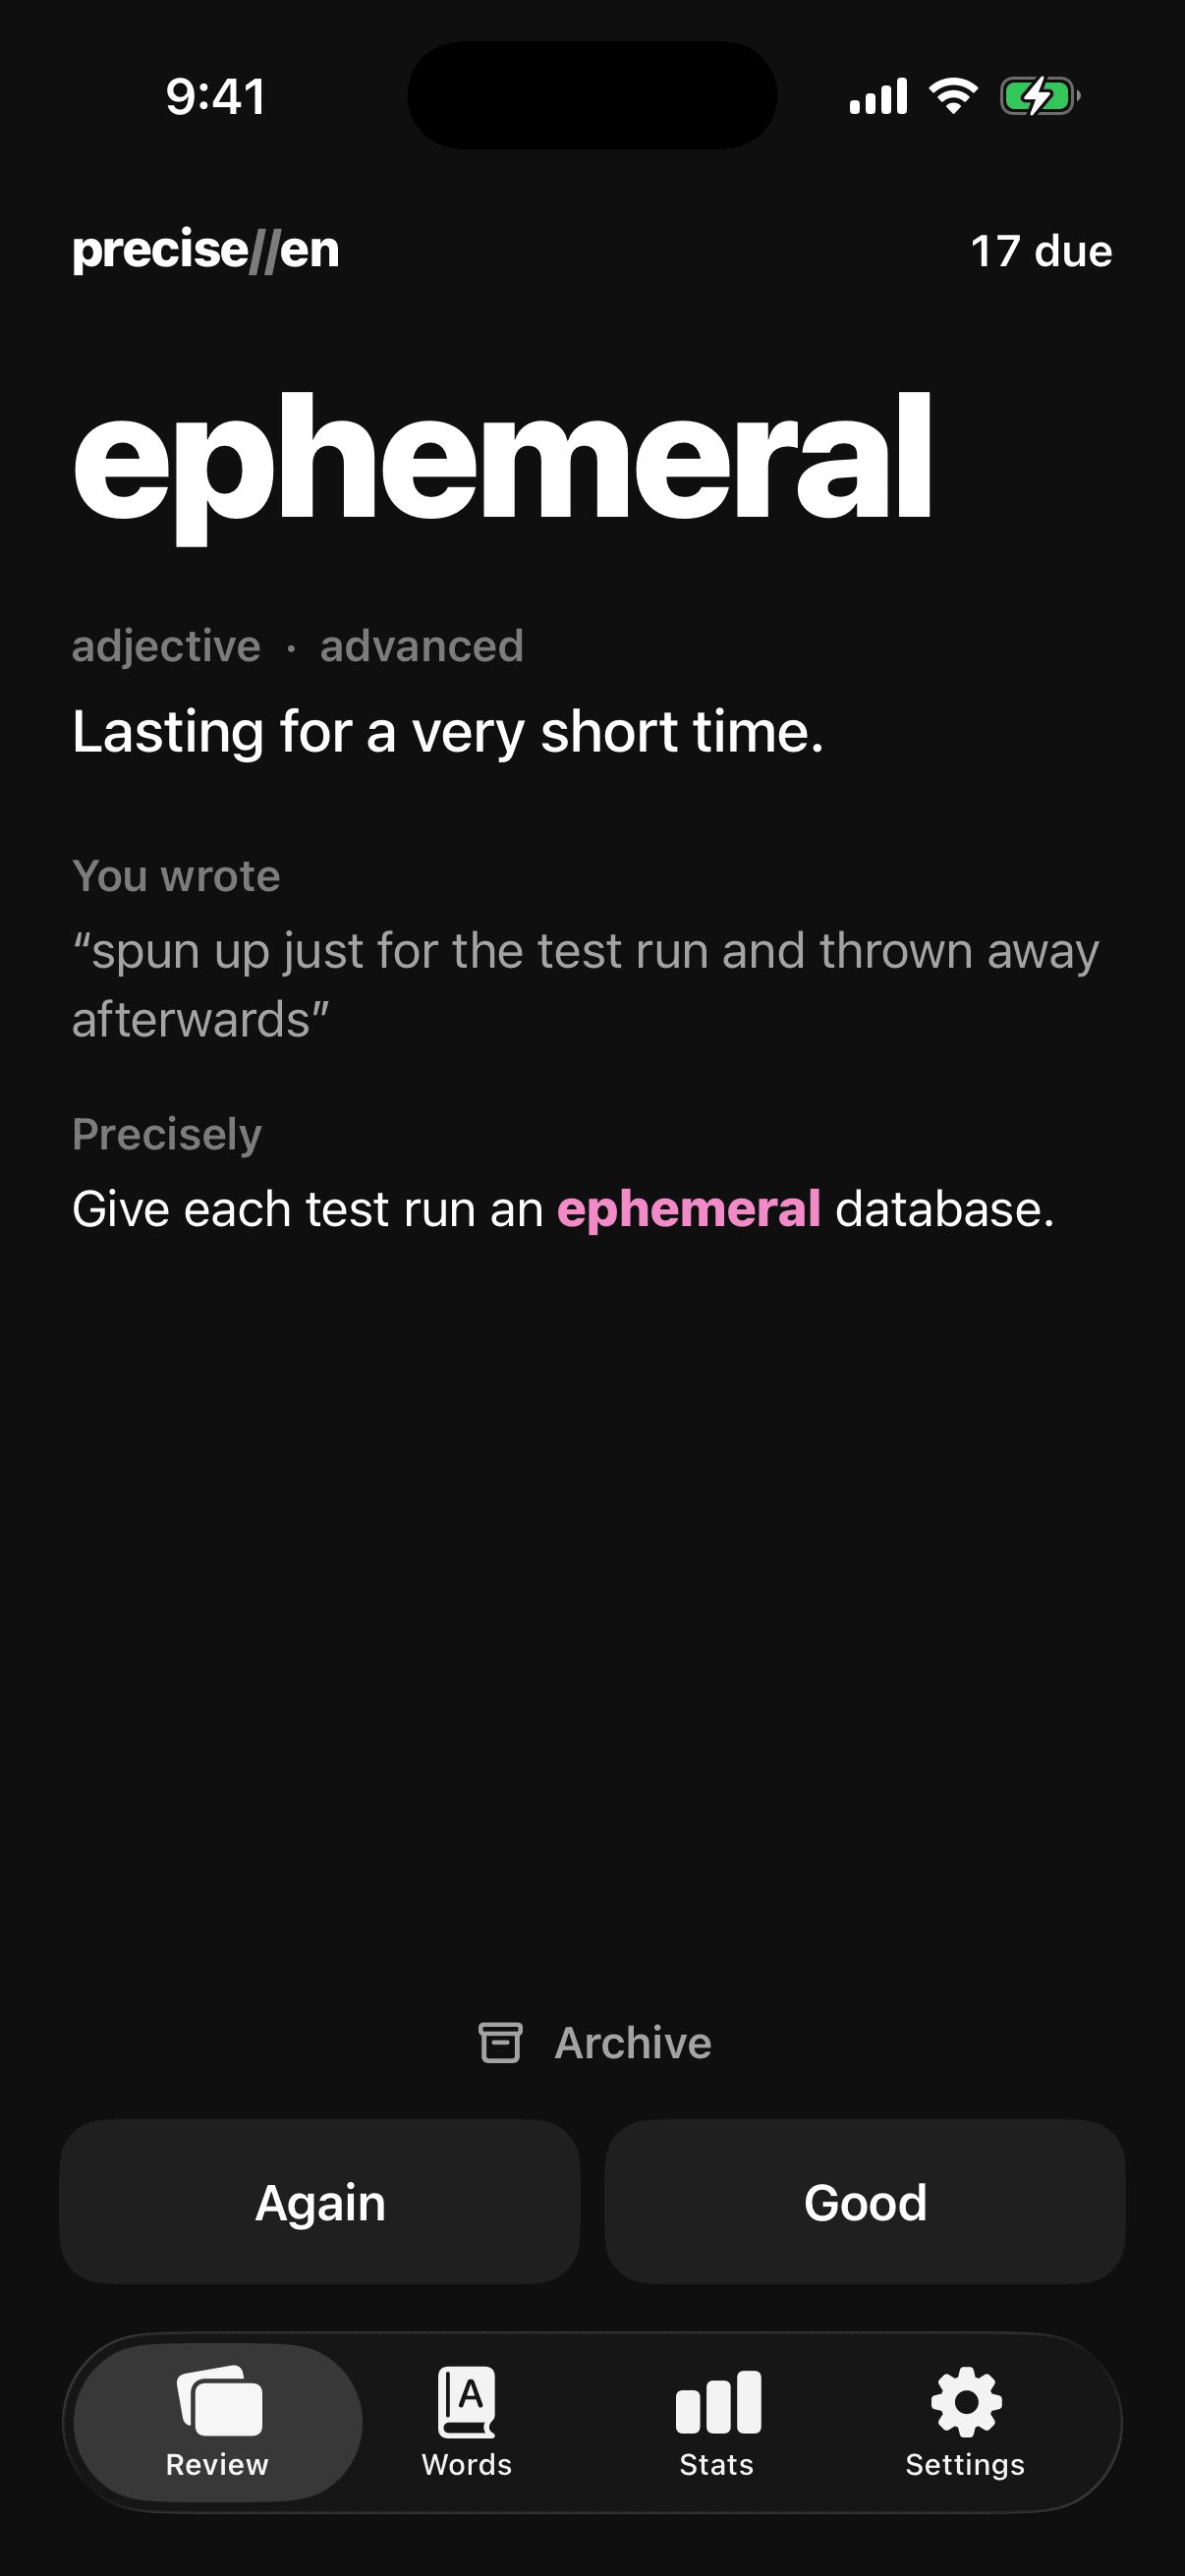 9:41
precise//en
17 due
ephemeral
adjective · advanced
Lasting for a very short time.
You wrote
“spun up just for the test run and thrown away
afterwards”
Precisely
Give each test run an ephemeral database.
Archive
Again
Good
A
Review
Words
Stats
Settings